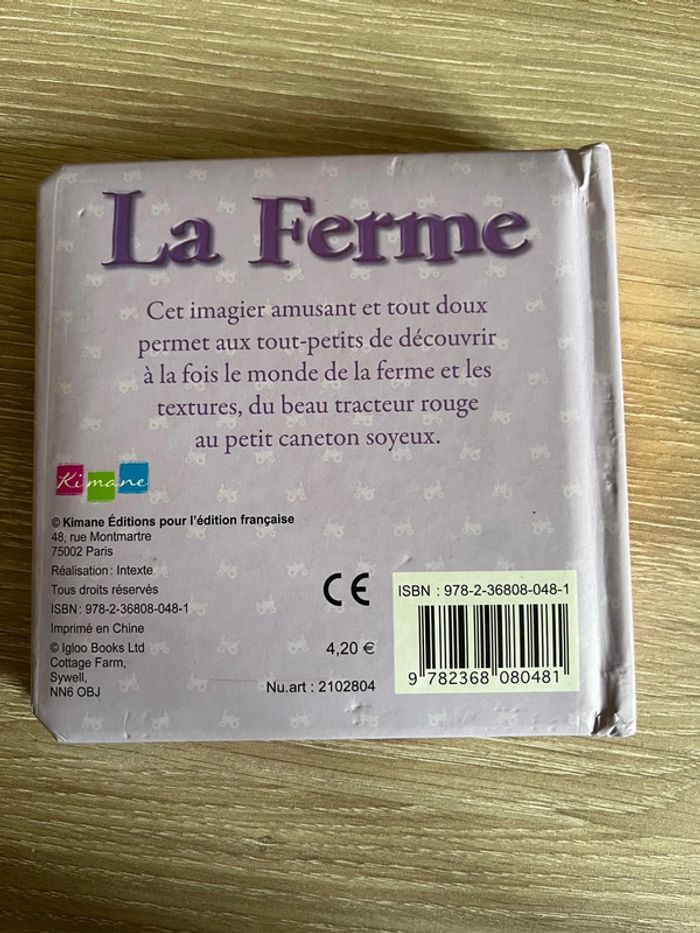 La Ferme
Cet imagier amusant et tout doux
permet aux tout-petits de découvrir
à la fois le monde de la ferme et les
textures, du beau tracteur rouge
au petit caneton soyeux.
Kimane
© Kimane Éditions pour l'édition française
48, rue Montmartre
75002 Paris
Réalisation : Intexte
Tous droits réservés
ISBN : 978-2-36808-048-1
Imprimé en Chine
© Igloo Books Ltd
Cottage Farm,
Sywell,
NN6 OBJ
CE
4,20 €
Nu.art : 2102804
ISBN : 978-2-36808-048-1
9 782368 080481